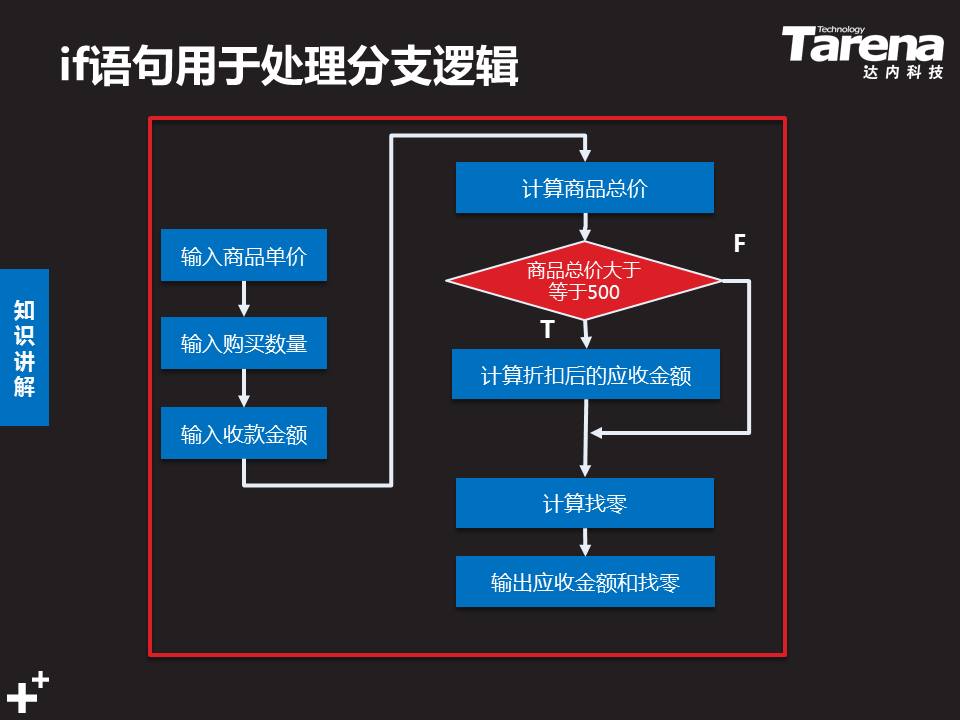 if语句用于处理分支逻辑
Technology
Tarena
达内科技
知识讲解
输入商品单价
输入购买数量
输入收款金额
计算商品总价
商品总价大于
等于500
F
T
计算折扣后的应收金额
计算找零
输出应收金额和找零